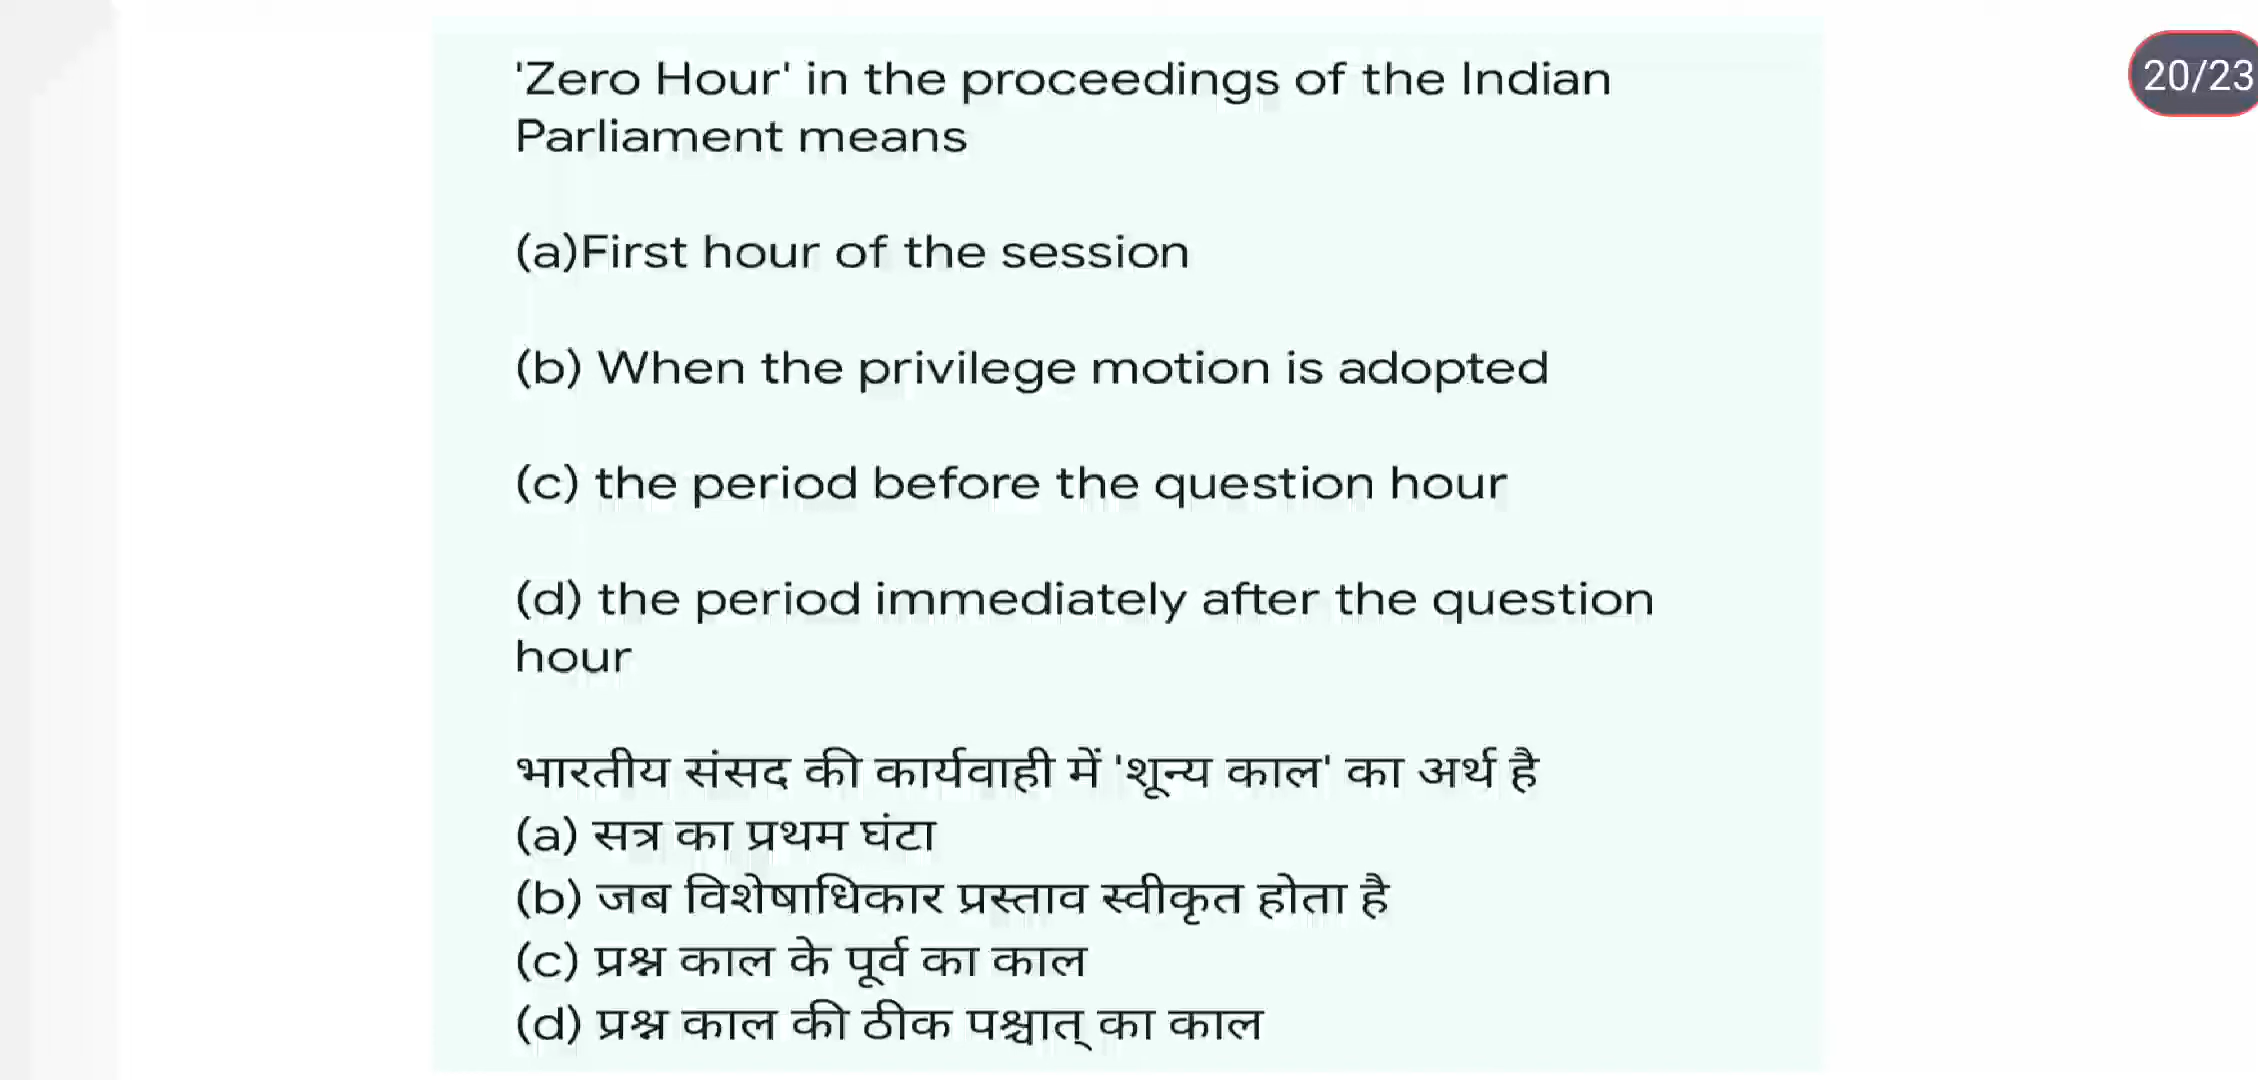 'Zero Hour' in the proceedings of the Indian
Parliament means
(a)First hour of the session
(b) When the privilege motion is adopted
(c) the period before the question hour
(d) the period immediately after the question
hour
भारतीय संसद की कार्यवाही में 'शून्य काल' का अर्थ है
(a) सत्र का प्रथम घंटा
(b) जब विशेषाधिकार प्रस्ताव स्वीकृत होता है
(c) प्रश्न काल के पूर्व का काल
(d) प्रश्न काल की ठीक पश्चात् का काल
20/23